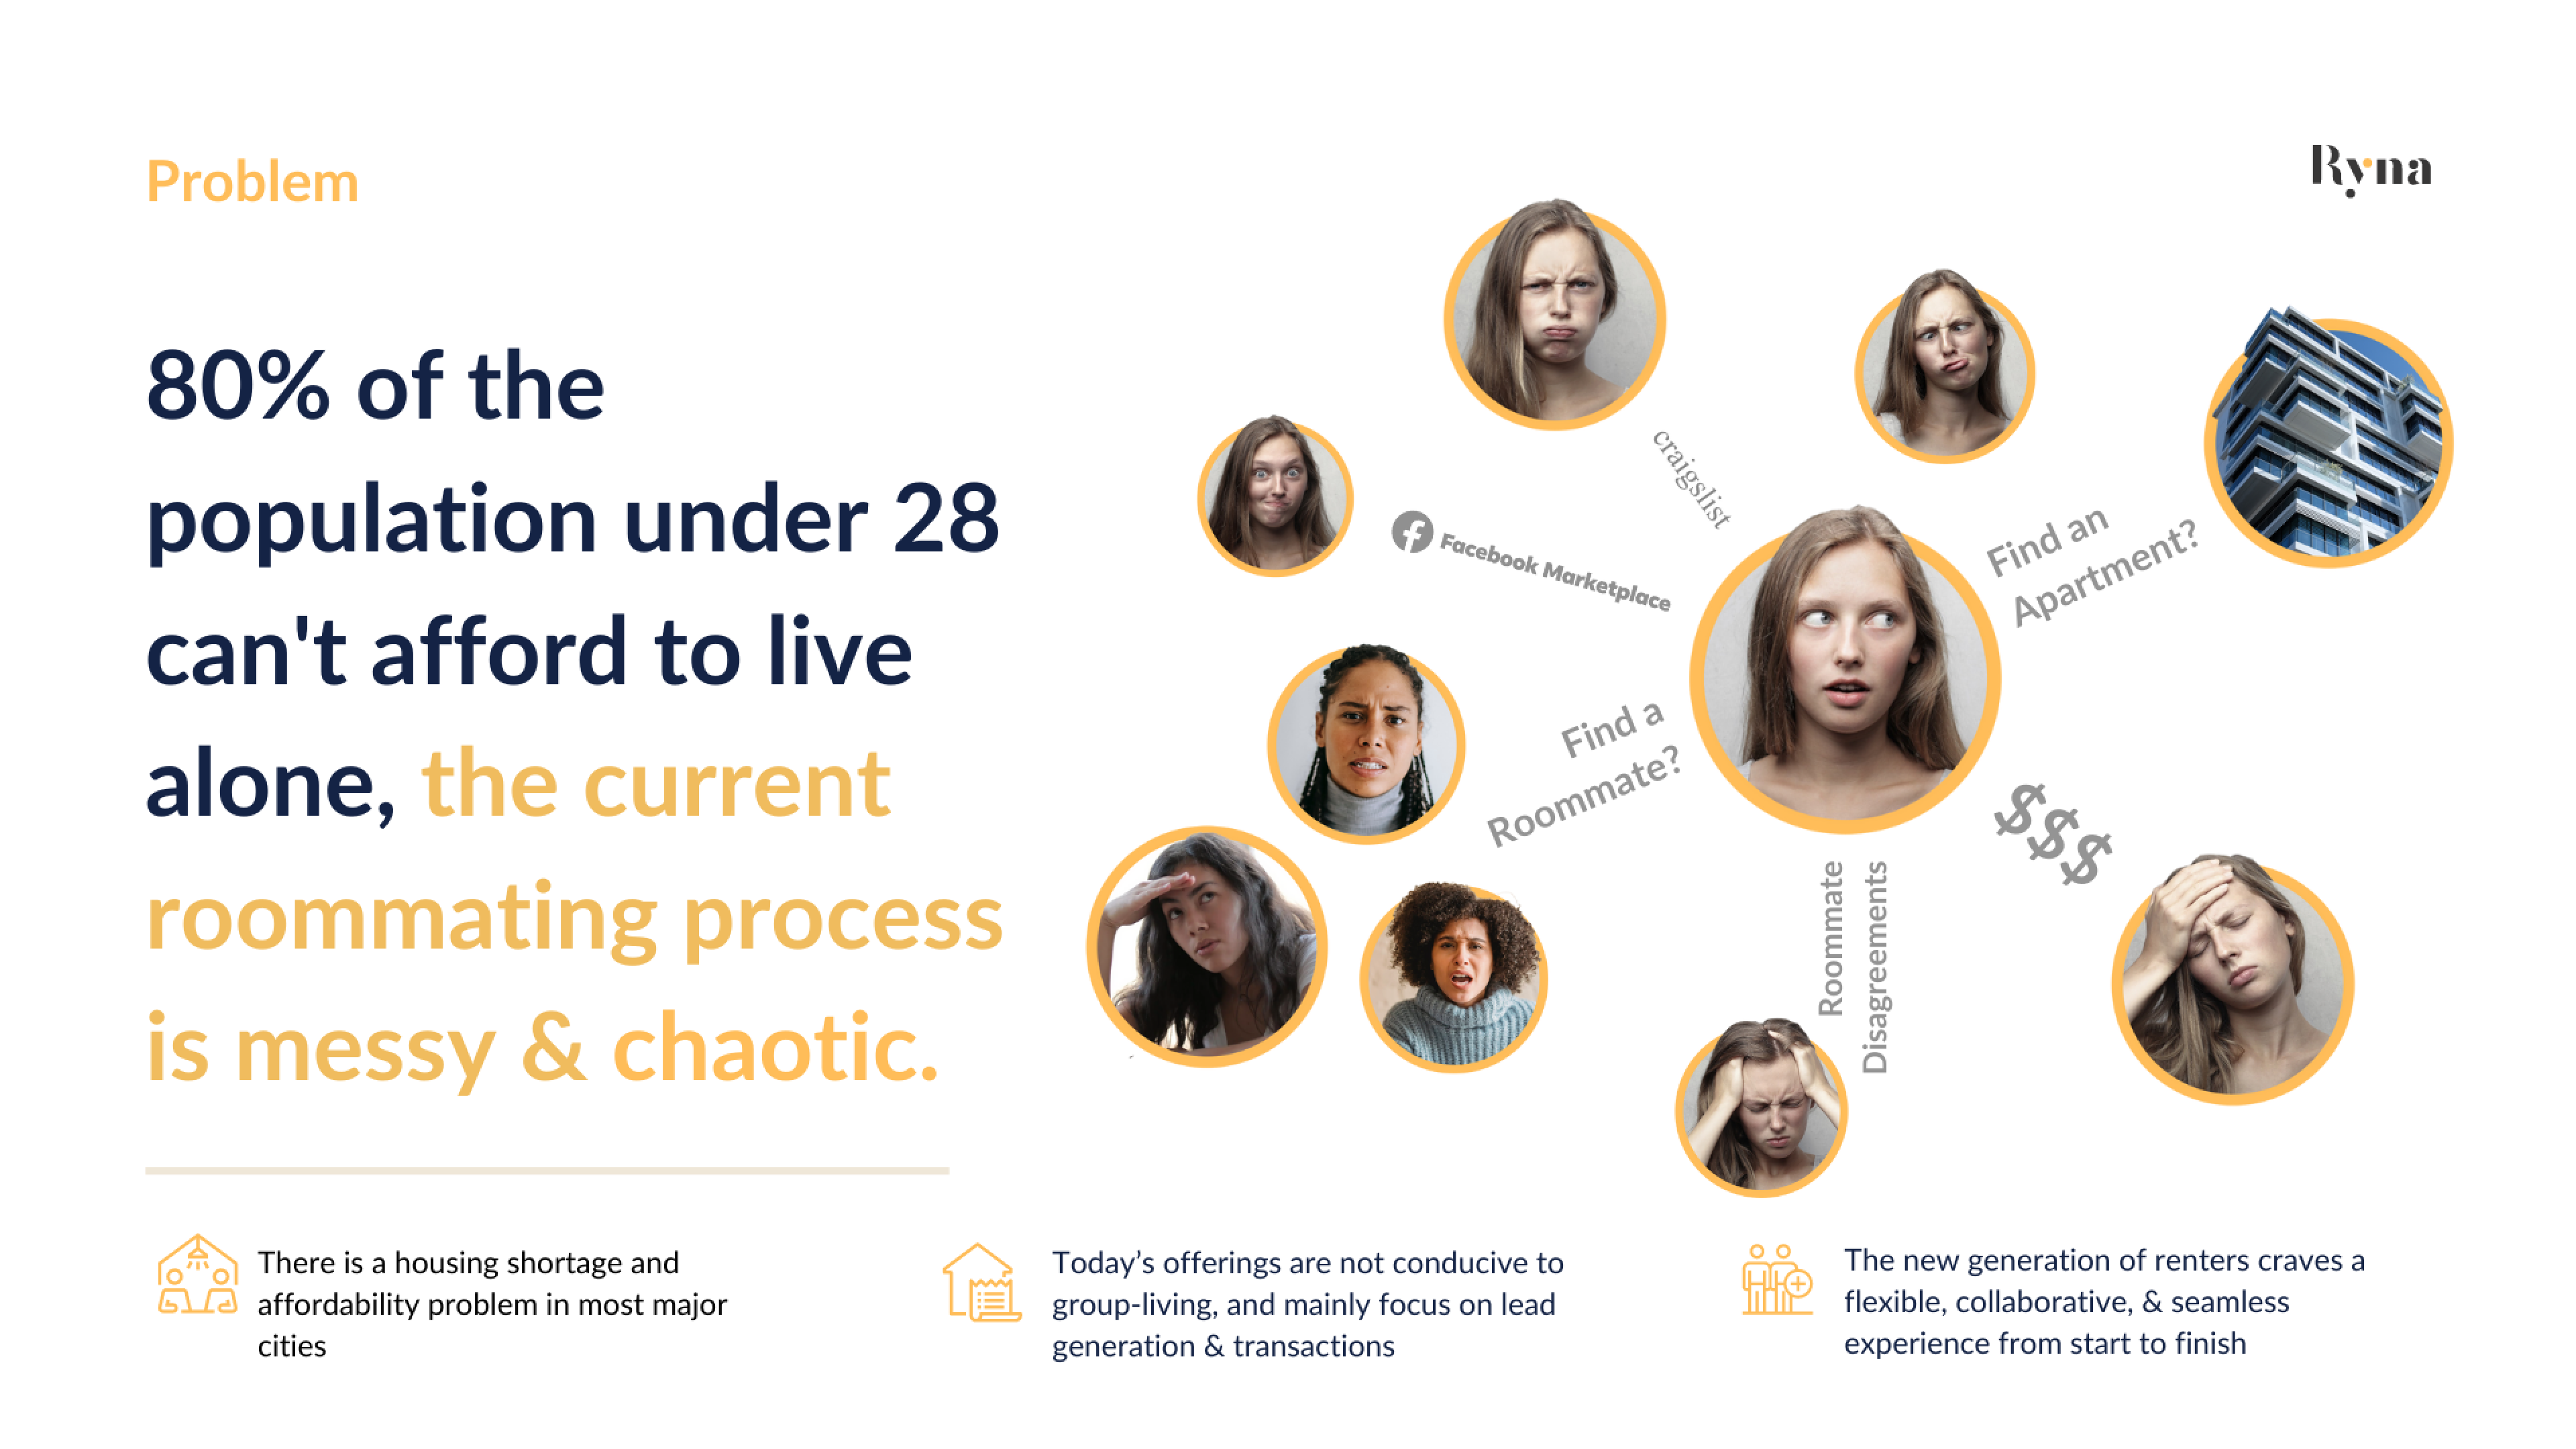 Problem
Ryna
80% of the
population under 28
can't afford to live
alone, the current
roommating process
is messy & chaotic.
craigslist
Facebook Marketplace
Find an
Apartment?
Find a
Roommate?
$$$
Roommate
Disagreements
There is a housing shortage and
affordability problem in most major
cities
Today’s offerings are not conducive to
group-living, and mainly focus on lead
generation & transactions
The new generation of renters craves a
flexible, collaborative, & seamless
experience from start to finish